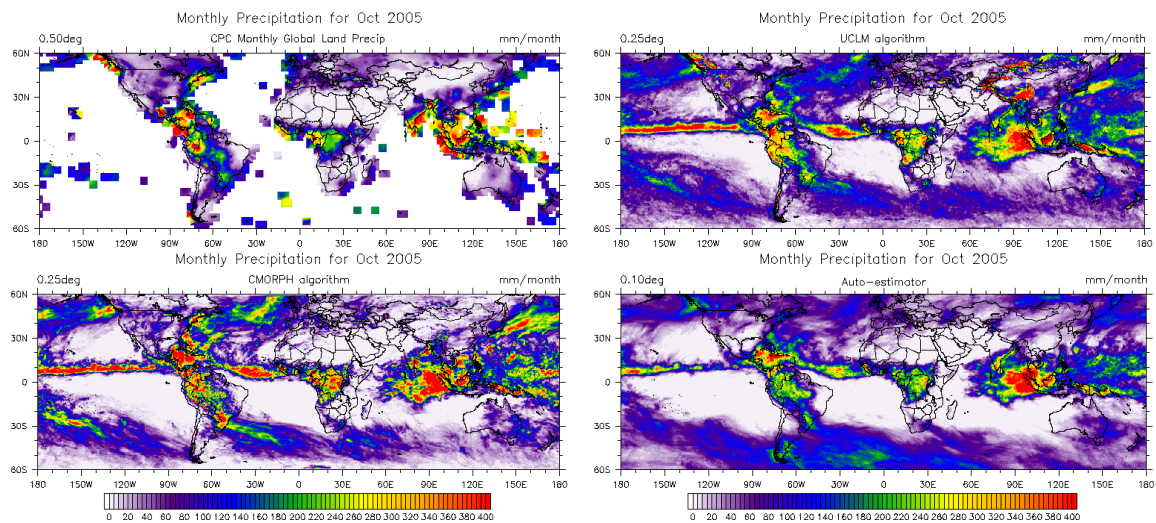 Monthly Precipitation for Oct 2005
0.50deg CPC Monthly Global Land Precip mm/month
60N
30N
0
30S
60S
180 150W 120W 90W 60W 30W 0 30E 60E 90E 120E 150E 180
Monthly Precipitation for Oct 2005
0.25deg UCLM algorithm mm/month
60N
30N
0
30S
60S
180 150W 120W 90W 60W 30W 0 30E 60E 90E 120E 150E 180
Monthly Precipitation for Oct 2005
0.25deg CMORPH algorithm mm/month
60N
30N
0
30S
60S
180 150W 120W 90W 60W 30W 0 30E 60E 90E 120E 150E 180
0 20 40 60 80 100 120 140 160 180 200 220 240 260 280 300 320 340 360 380 400
Monthly Precipitation for Oct 2005
0.10deg Auto-estimator mm/month
60N
30N
0
30S
60S
180 150W 120W 90W 60W 30W 0 30E 60E 90E 120E 150E 180
0 20 40 60 80 100 120 140 160 180 200 220 240 260 280 300 320 340 360 380 400